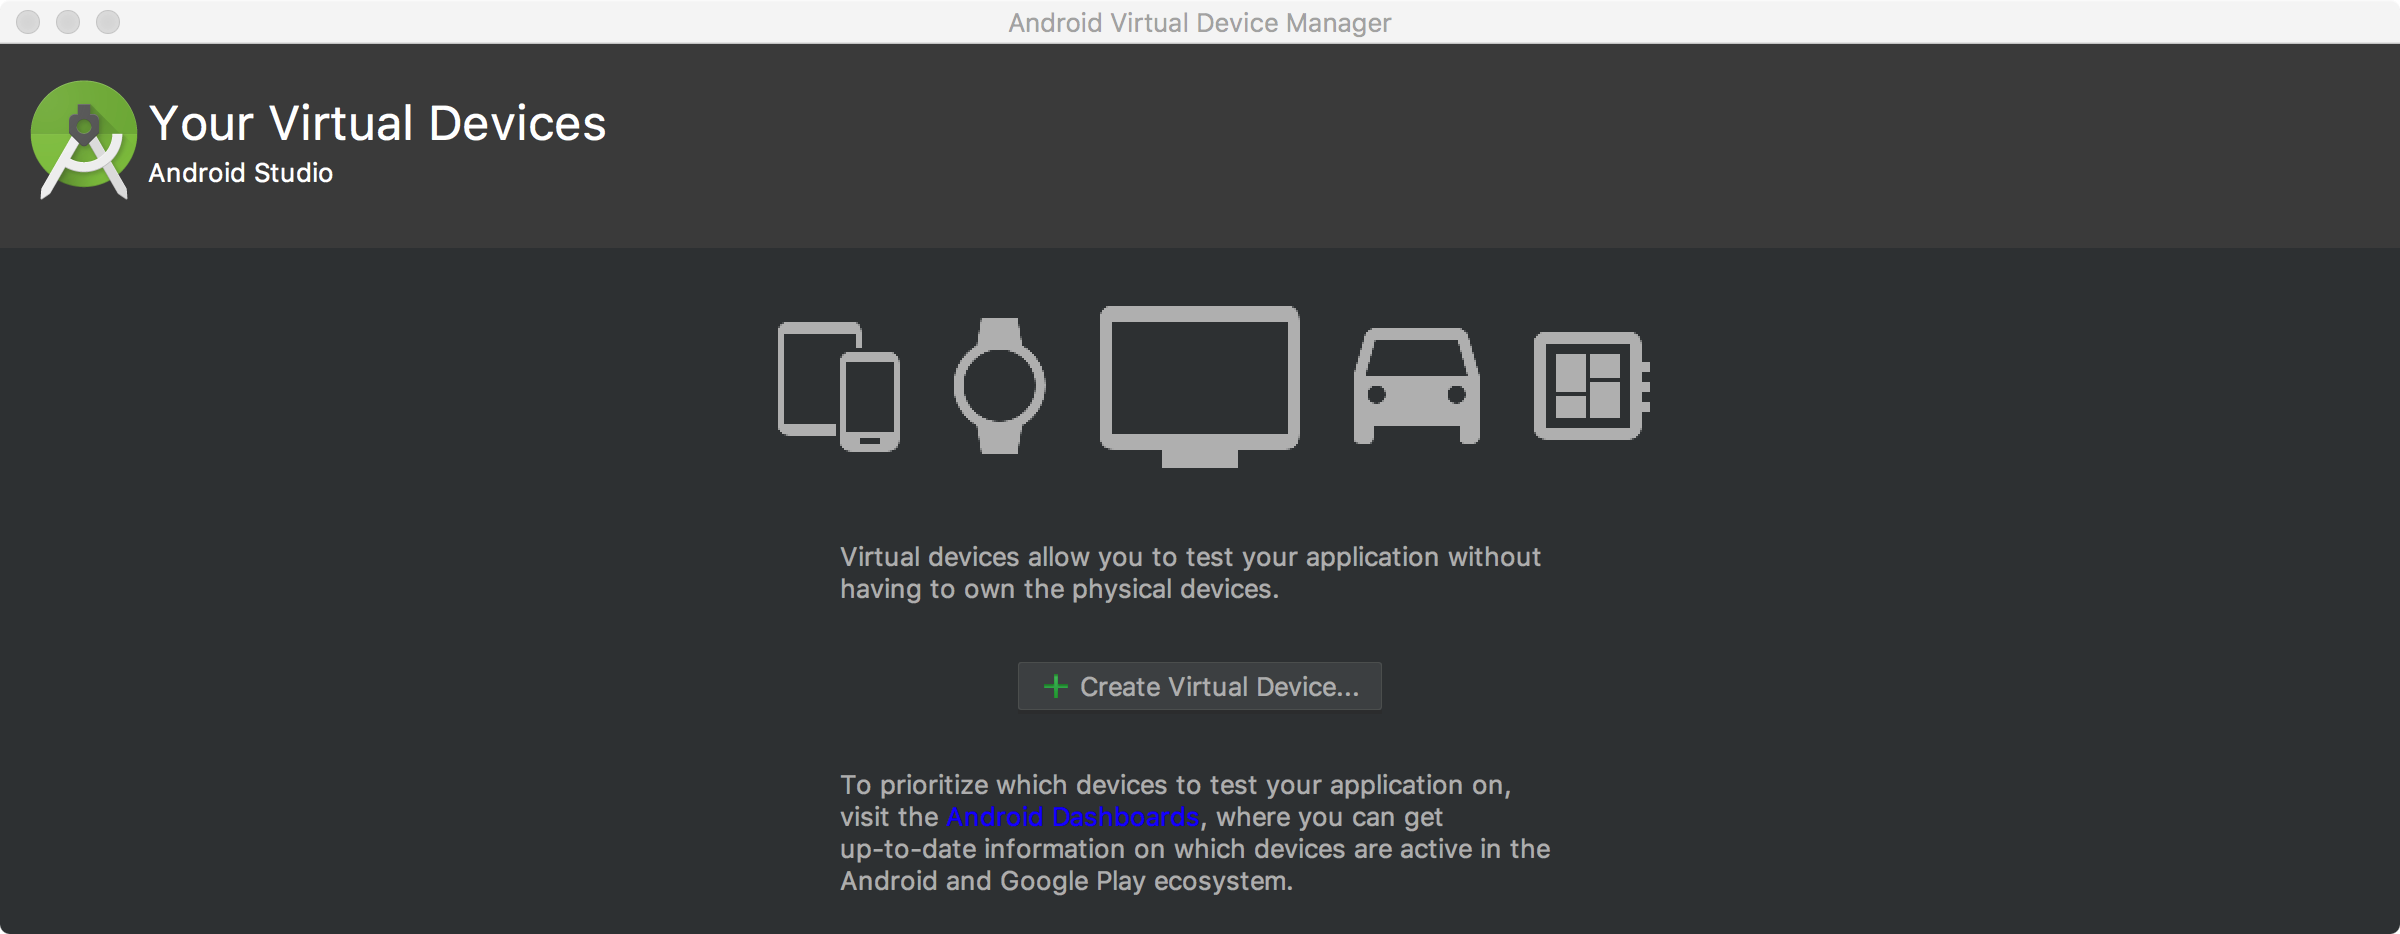 Android Virtual Device Manager
Your Virtual Devices
Android Studio
Virtual devices allow you to test your application without
having to own the physical devices.
Create Virtual Device...
To prioritize which devices to test your application on,
visit the Android Dashboards, where you can get
up-to-date information on which devices are active in the
Android and Google Play ecosystem.